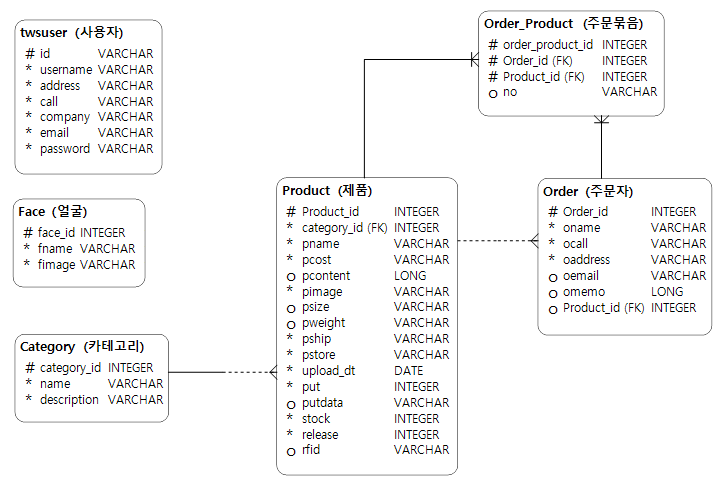 twsuser (사용자)
# id VARCHAR
* username VARCHAR
* address VARCHAR
* call VARCHAR
* company VARCHAR
* email VARCHAR
* password VARCHAR
Face (얼굴)
# face_id INTEGER
* fname VARCHAR
* fimage VARCHAR
Category (카테고리)
# category_id INTEGER
* name VARCHAR
* description VARCHAR
Product (제품)
# Product_id INTEGER
* category_id (FK) INTEGER
* pname VARCHAR
* pcost VARCHAR
o pcontent LONG
* pimage VARCHAR
o psize VARCHAR
o pweight VARCHAR
* pship VARCHAR
* pstore VARCHAR
* upload_dt DATE
* put INTEGER
o putdata VARCHAR
* stock INTEGER
* release INTEGER
o rfid VARCHAR
Order_Product (주문묶음)
# order_product_id INTEGER
# Order_id (FK) INTEGER
# Product_id (FK) INTEGER
o no VARCHAR
Order (주문자)
# Order_id INTEGER
* oname VARCHAR
* ocall VARCHAR
* oaddress VARCHAR
o oemail VARCHAR
o omemo LONG
o Product_id (FK) INTEGER